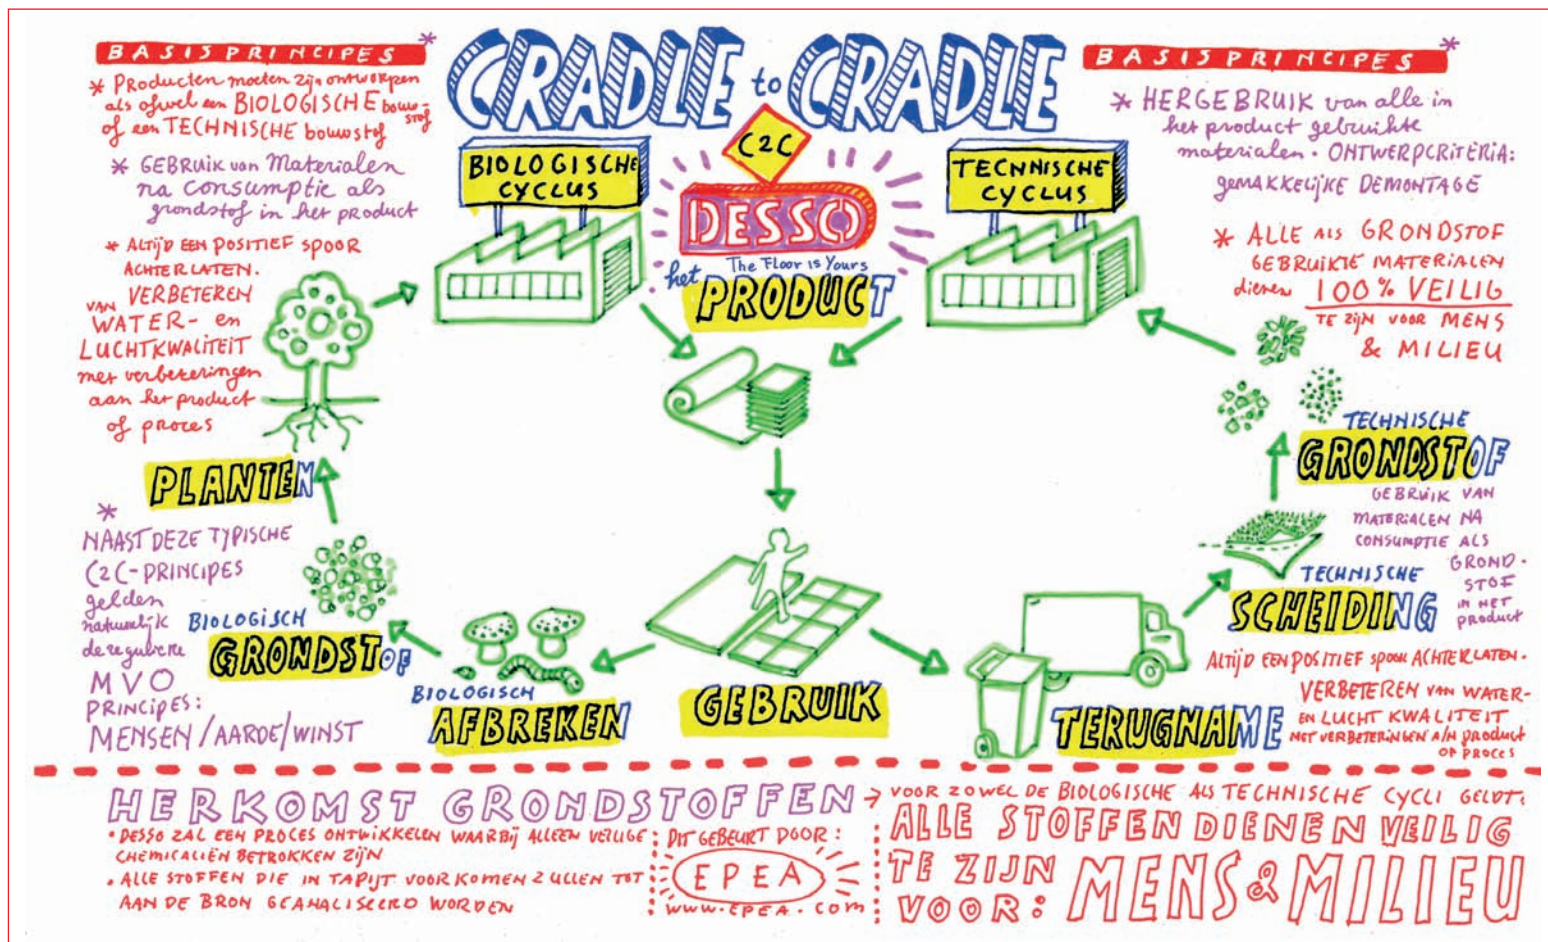 CRADLE to CRADLE
C2C
DESSO
The Floor is Yours
het PRODUCT
BIOLOGISCHE
CYCLUS
TECHNISCHE
CYCLUS
BASISPRINCIPES *
* Producten moeten zijn ontworpen
als ofwel een BIOLOGISCHE bouw-
stof
of een TECHNISCHE bouwstof
* GEBRUIK van Materialen
na consumptie als
grondstof in het product
* ALTIJD EEN POSITIEF SPOOR
ACHTERLATEN.
VERBETEREN
VAN
WATER- en
LUCHTKWALITEIT
met verbeteringen
aan het product
of proces
PLANTEN
*
NAAST DEZE TYPISCHE
C2C-PRINCIPES
gelden
natuurlijk
de reguliere
MVO
PRINCIPES:
MENSEN/AARDE/WINST
BIOLOGISCH
GRONDSTOF
BIOLOGISCH
AFBREKEN
GEBRUIK
BASISPRINCIPES *
* HERGEBRUIK van alle in
het product gebruikte
materialen. ONTWERPCRITERIA:
gEMAKKELIJKE DEMONTAGE
* ALLE ALS GRONDSTOF
GEBRUIKTE MATERIALEN
dienen 100% VEILIG
TE ZIJN VOOR MENS
& MILIEU
TECHNISCHE
GRONDSTOF
GEBRUIK VAN
MATERIALEN NA
CONSUMPTIE ALS
GROND-
STOF
IN HET
PRODUCT
TECHNISCHE
SCHEIDING
ALTIJD EEN POSITIEF SPOOR ACHTERLATEN.
VERBETEREN VAN WATER-
EN LUCHT KWALITEIT
MET VERBETERINGEN A/H PRODUCT
OF PROCES
TERUGNAME
HERKOMST GRONDSTOFFEN
• DESSO ZAL EEN PROCES ONTWIKKELEN WAARBIJ ALLEEN VEILIGE
CHEMICALIËN BETROKKEN ZIJN
• ALLE STOFFEN DIE IN TAPIJT VOORKOMEN ZULLEN TOT
AAN DE BRON GEANALISEERD WORDEN
DIT GEBEURT DOOR:
EPEA
www.EPEA.com
→ VOOR ZOWEL DE BIOLOGISCHE ALS TECHNISCHE CYCLI GELDT:
ALLE STOFFEN DIENEN VEILIG
TE ZIJN
VOOR: MENS & MILIEU